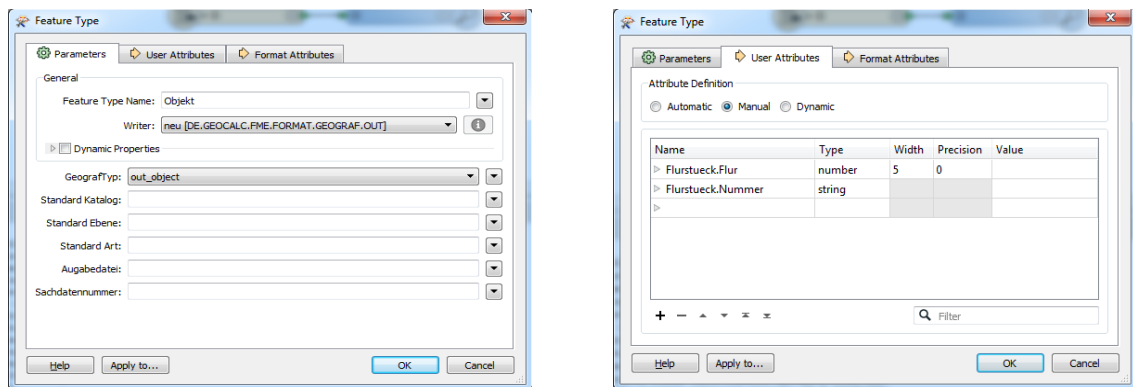 Feature Type
Parameters User Attributes Format Attributes
General
Feature Type Name: Objekt
Writer: neu [DE.GEOCALC.FME.FORMAT.GEOGRAF.OUT]
Dynamic Properties
GeografTyp: out_object
Standard Katalog:
Standard Ebene:
Standard Art:
Augabedatei:
Sachdatennummer:
Help Apply to... OK Cancel
Feature Type
Parameters User Attributes Format Attributes
Attribute Definition
Automatic Manual Dynamic
Name Type Width Precision Value
Flurstueck.Flur number 5 0
Flurstueck.Nummer string
Filter
Help Apply to... OK Cancel